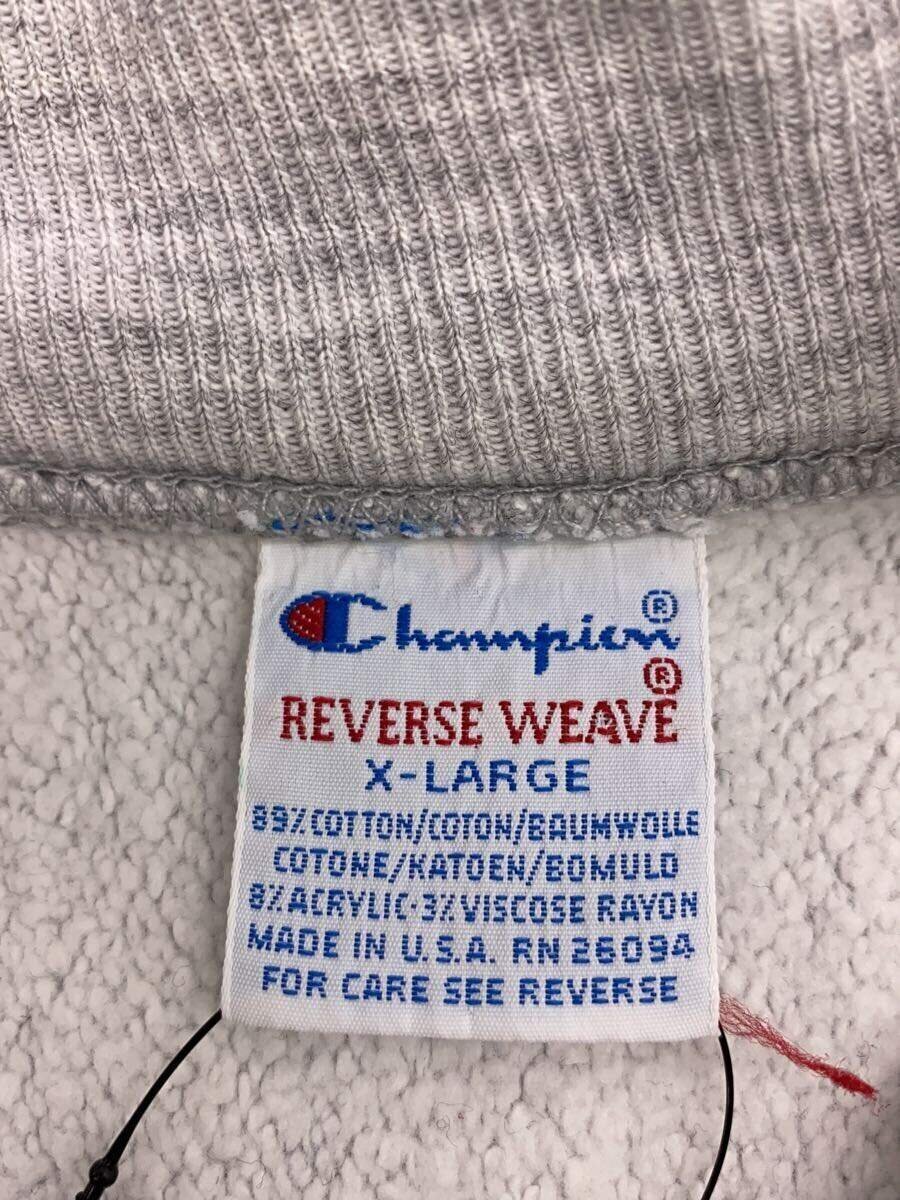 Champion®
REVERSE WEAVE®
X-LARGE
89% COTTON/COTON/BAUMWOLLE
COTONE/KATOEN/BOMULD
8% ACRYLIC·3% VISCOSE RAYON
MADE IN U.S.A. RN 26094
FOR CARE SEE REVERSE